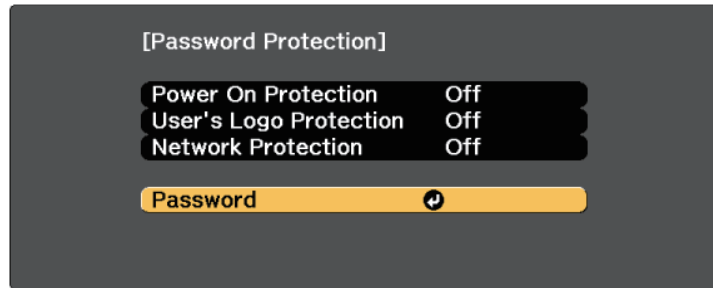 [Password Protection]
Power On Protection Off
User's Logo Protection Off
Network Protection Off
Password